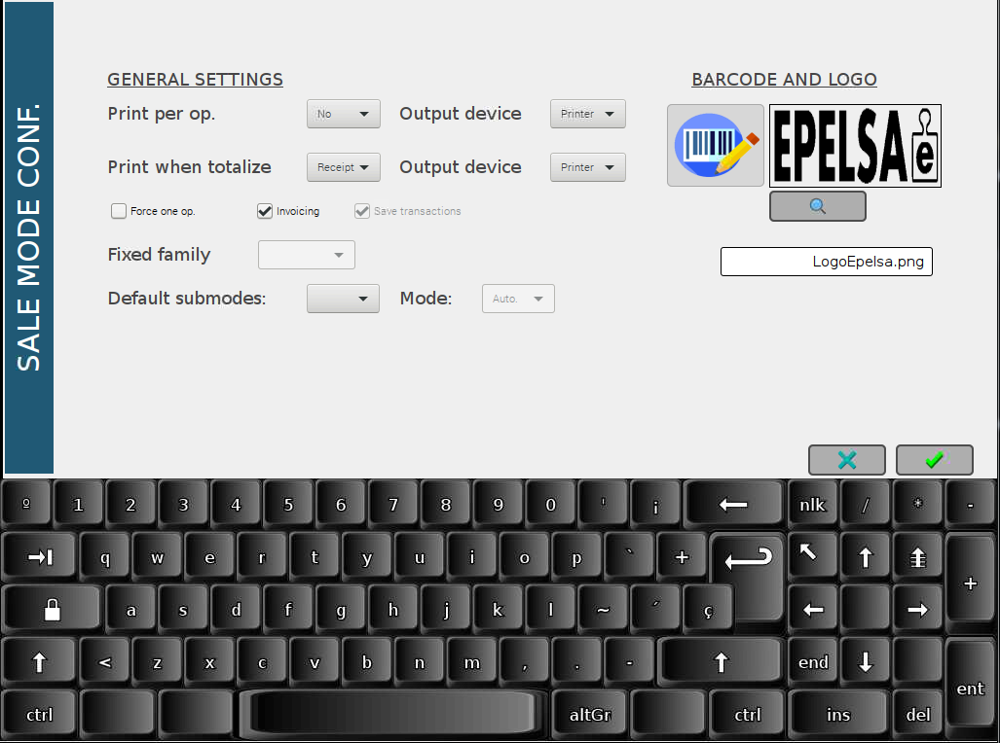 SALE MODE CONF.
GENERAL SETTINGS
BARCODE AND LOGO
Print per op. No Output device Printer
EPELSA e
Print when totalize Receipt Output device Printer
Force one op. Invoicing Save transactions
Fixed family
LogoEpelsa.png
Default submodes: Mode: Auto.
º 1 2 3 4 5 6 7 8 9 0 ' ¡ nlk / * -
q w e r t y u i o p ` +
a s d f g h j k l ~ ´ ç +
< z x c v b n m , . - end
ctrl altGr ctrl ins del ent